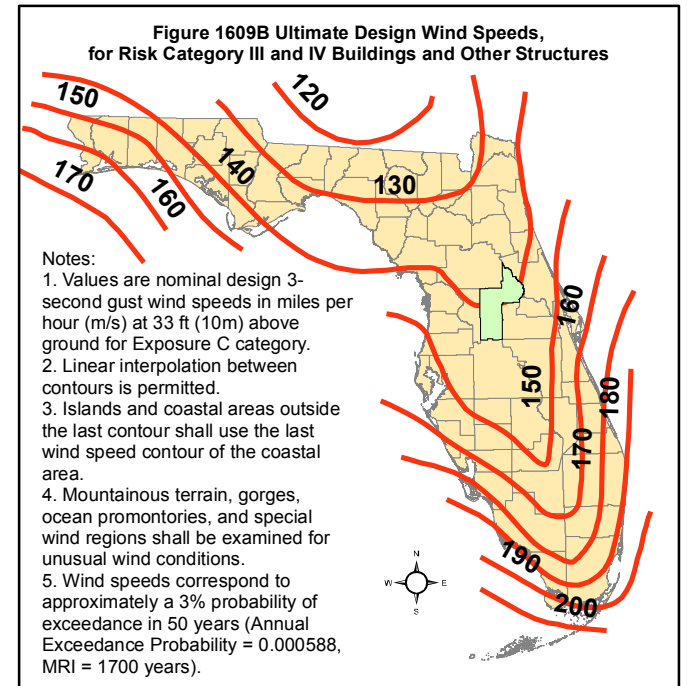 Figure 1609B Ultimate Design Wind Speeds,
for Risk Category III and IV Buildings and Other Structures
120
150
140
130
170
160
Notes:
1. Values are nominal design 3-
second gust wind speeds in miles per
hour (m/s) at 33 ft (10m) above
ground for Exposure C category.
2. Linear interpolation between
contours is permitted.
3. Islands and coastal areas outside
the last contour shall use the last
wind speed contour of the coastal
area.
4. Mountainous terrain, gorges,
ocean promontories, and special
wind regions shall be examined for
unusual wind conditions.
5. Wind speeds correspond to
approximately a 3% probability of
exceedance in 50 years (Annual
Exceedance Probability = 0.000588,
MRI = 1700 years).
160
150
180
170
190
200
N
W E
S